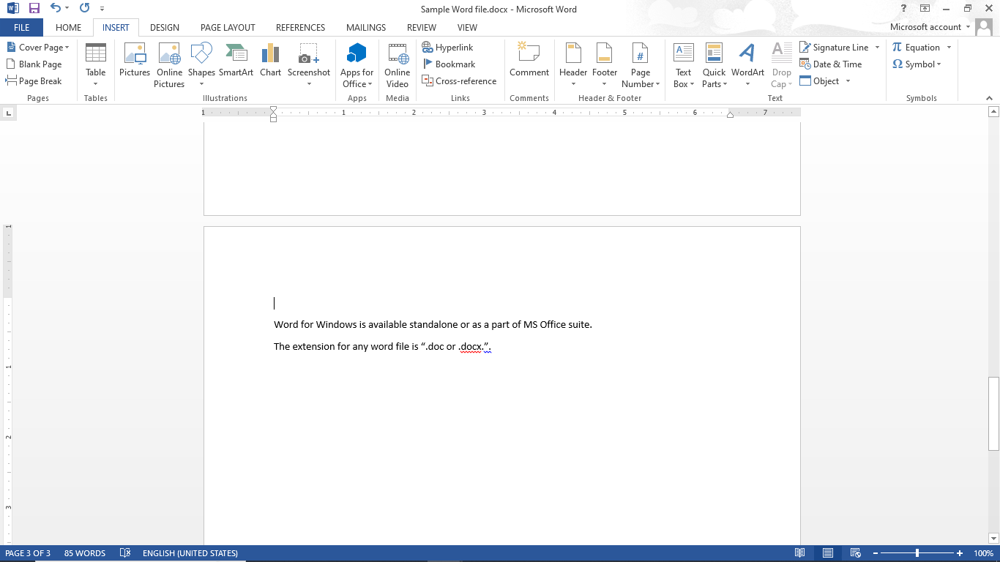 Sample Word file.docx - Microsoft Word
FILE HOME INSERT DESIGN PAGE LAYOUT REFERENCES MAILINGS REVIEW VIEW Microsoft account
Cover Page
Blank Page
Page Break
Pages
Table
Tables
Pictures
Online Pictures
Shapes
SmartArt
Chart
Screenshot
Illustrations
Apps for Office
Apps
Online Video
Media
Hyperlink
Bookmark
Cross-reference
Links
Comment
Comments
Header
Footer
Page Number
Header & Footer
Text Box
Quick Parts
WordArt
Drop Cap
Signature Line
Date & Time
Object
Text
π Equation
Ω Symbol
Symbols
1 1 2 3 4 5 6 7
1
1
2
3
Word for Windows is available standalone or as a part of MS Office suite.
The extension for any word file is “.doc or .docx.”.
PAGE 3 OF 3 85 WORDS ENGLISH (UNITED STATES) 100%